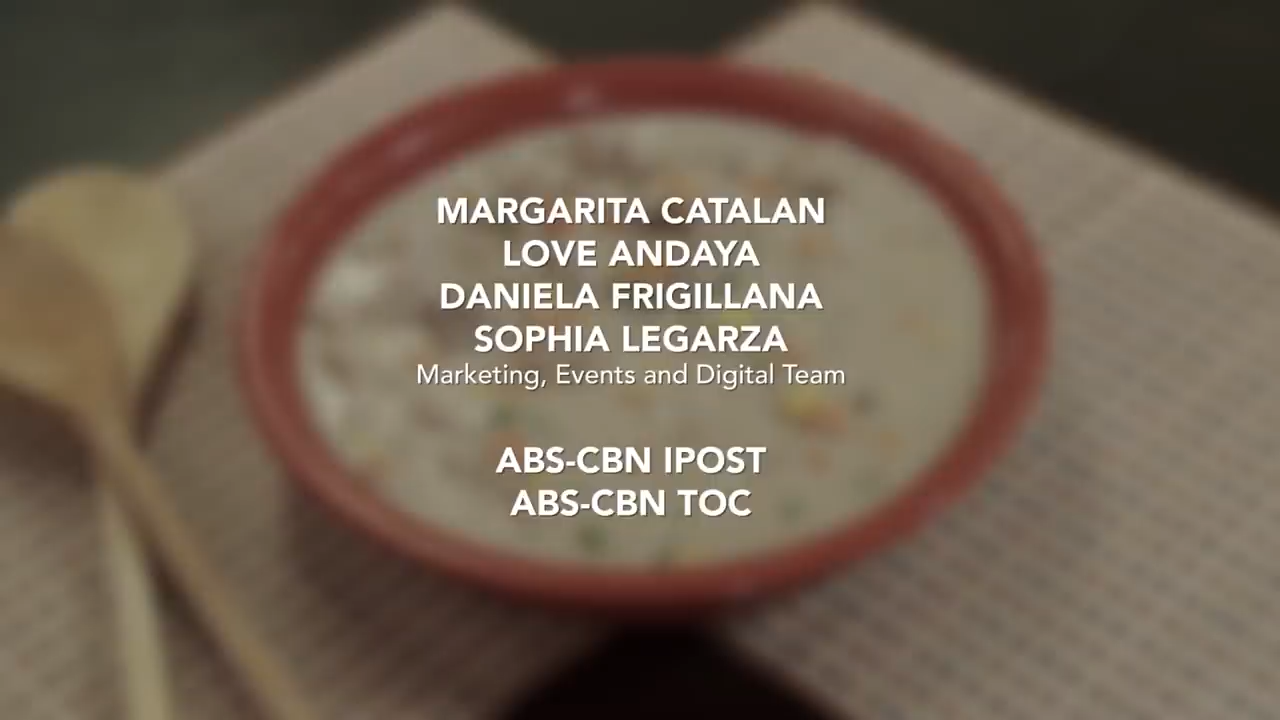 MARGARITA CATALAN
LOVE ANDAYA
DANIELA FRIGILLANA
SOPHIA LEGARZA
Marketing, Events and Digital Team
ABS-CBN IPOST
ABS-CBN TOC